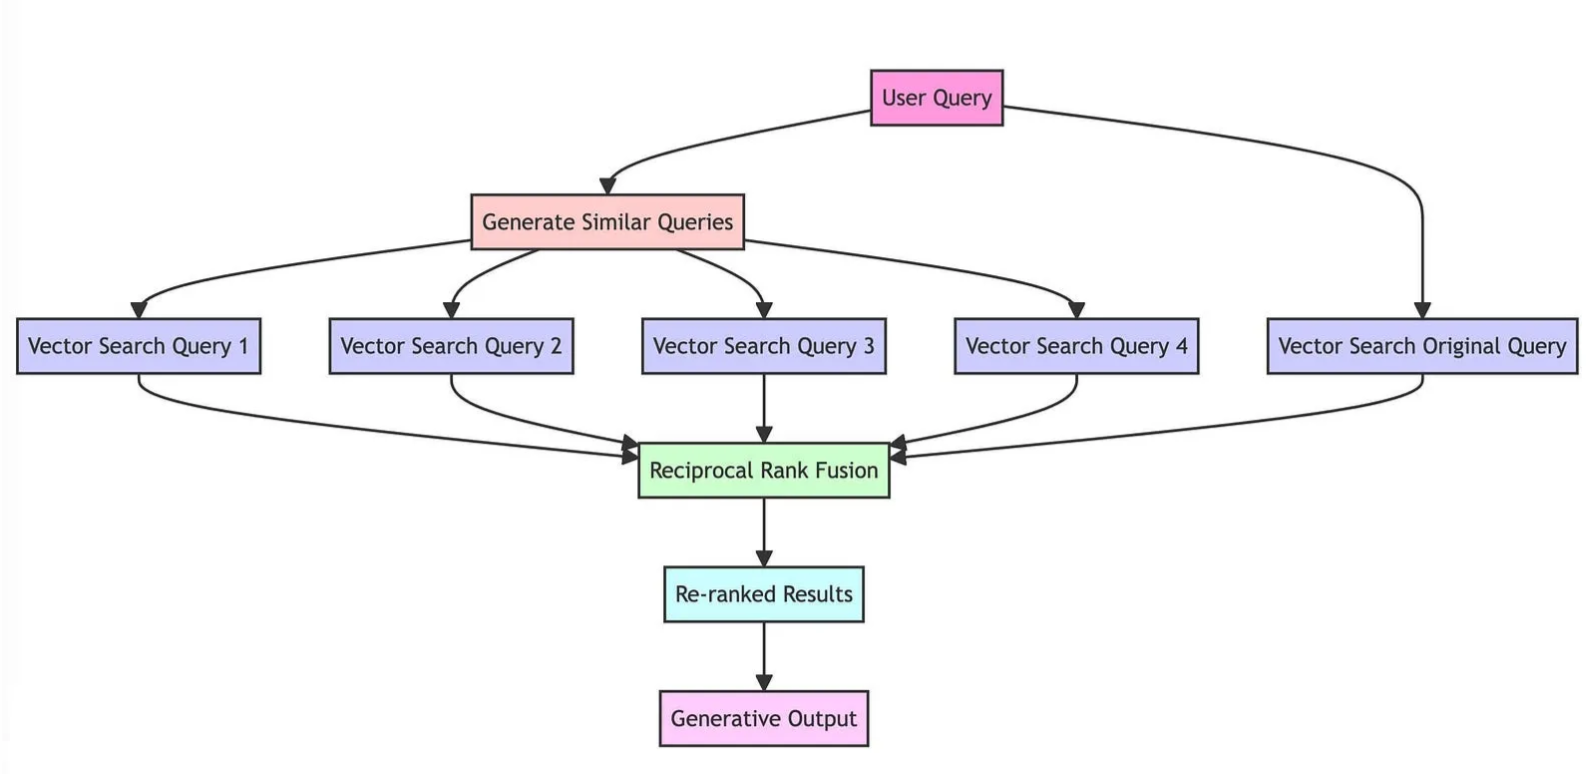 User Query
Generate Similar Queries
Vector Search Query 1
Vector Search Query 2
Vector Search Query 3
Vector Search Query 4
Vector Search Original Query
Reciprocal Rank Fusion
Re-ranked Results
Generative Output